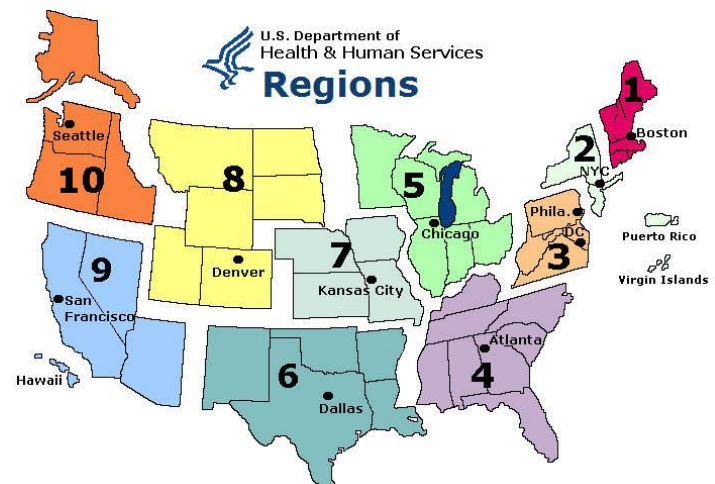 U.S. Department of
Health & Human Services
Regions
1
Boston
2
NYC
Seattle
10
8
5
Phila.
DC
3
Puerto Rico
Virgin Islands
Chicago
7
Kansas City
Denver
9
San
Francisco
Hawaii
6
Dallas
Atlanta
4